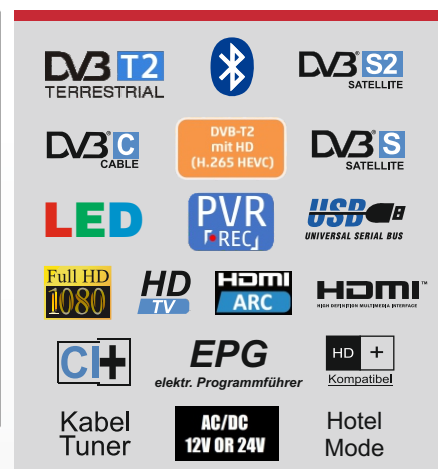 DVB T2
TERRESTRIAL
DVB S2
SATELLITE
DVB C
CABLE
DVB-T2
mit HD
(H.265 HEVC)
DVB S
SATELLITE
LED
PVR
REC
USB
UNIVERSAL SERIAL BUS
Full HD
1080
HD
TV
HDMI
ARC
HDMI™
HIGH DEFINITION MULTIMEDIA INTERFACE
CI+
EPG
elektr. Programmführer
HD +
Kompatibel
Kabel
Tuner
AC/DC
12V OR 24V
Hotel
Mode